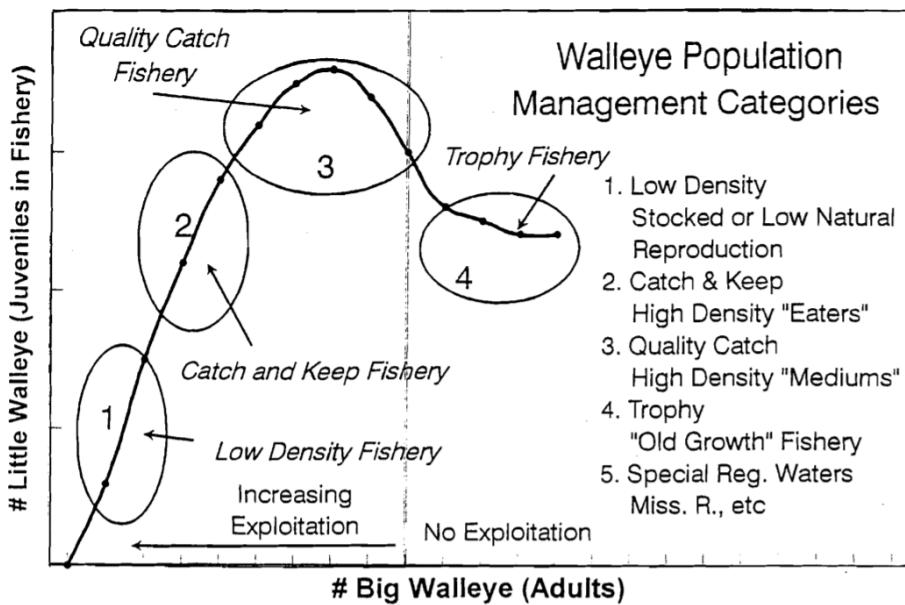 Quality Catch
Fishery
Walleye Population
Management Categories
Trophy Fishery
3
2
4
1
1. Low Density
Stocked or Low Natural
Reproduction
2. Catch & Keep
High Density "Eaters"
3. Quality Catch
High Density "Mediums"
4. Trophy
"Old Growth" Fishery
5. Special Reg. Waters
Miss. R., etc
Catch and Keep Fishery
Low Density Fishery
Increasing
Exploitation
No Exploitation
# Little Walleye (Juveniles in Fishery)
# Big Walleye (Adults)